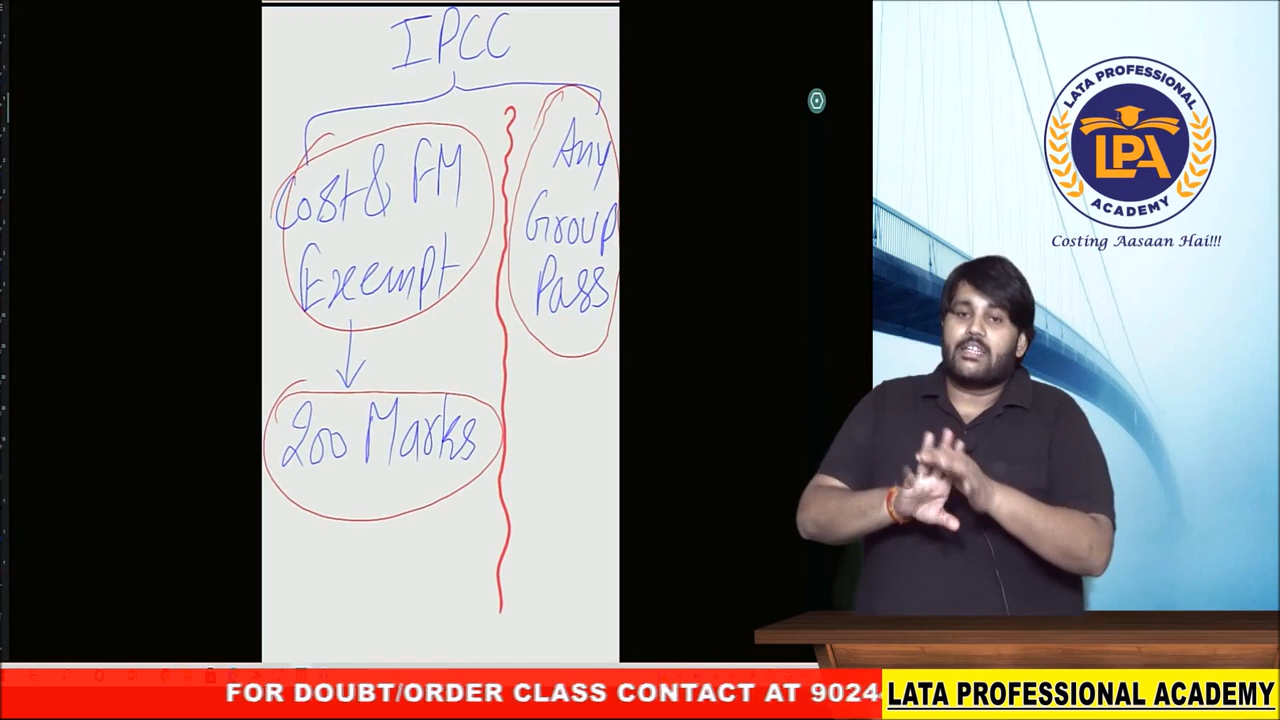 IPCC
Cost & FM
Exempt
200 Marks
Any
Group
Pass
LATA PROFESSIONAL
LPA
ACADEMY
Costing Aasaan Hai!!!
FOR DOUBT/ORDER CLASS CONTACT AT 9024
LATA PROFESSIONAL ACADEMY